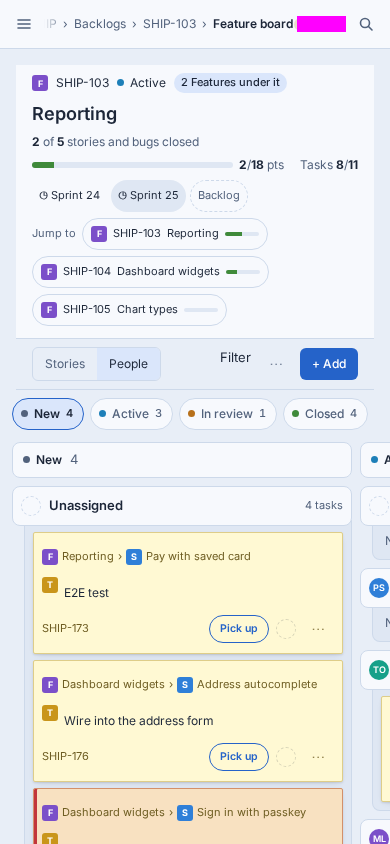 › Backlogs › SHIP-103 › Feature board
F SHIP-103 Active 2 Features under it
Reporting
2 of 5 stories and bugs closed
2/18 pts Tasks 8/11
Sprint 24 Sprint 25 Backlog
Jump to F SHIP-103 Reporting
F SHIP-104 Dashboard widgets
F SHIP-105 Chart types
Stories People Filter ... + Add
New 4 Active 3 In review 1 Closed 4
New 4
Unassigned 4 tasks
F Reporting › S Pay with saved card
T E2E test
SHIP-173 Pick up ...
PS
TO
F Dashboard widgets › S Address autocomplete
T Wire into the address form
SHIP-176 Pick up ...
F Dashboard widgets › S Sign in with passkey
ML